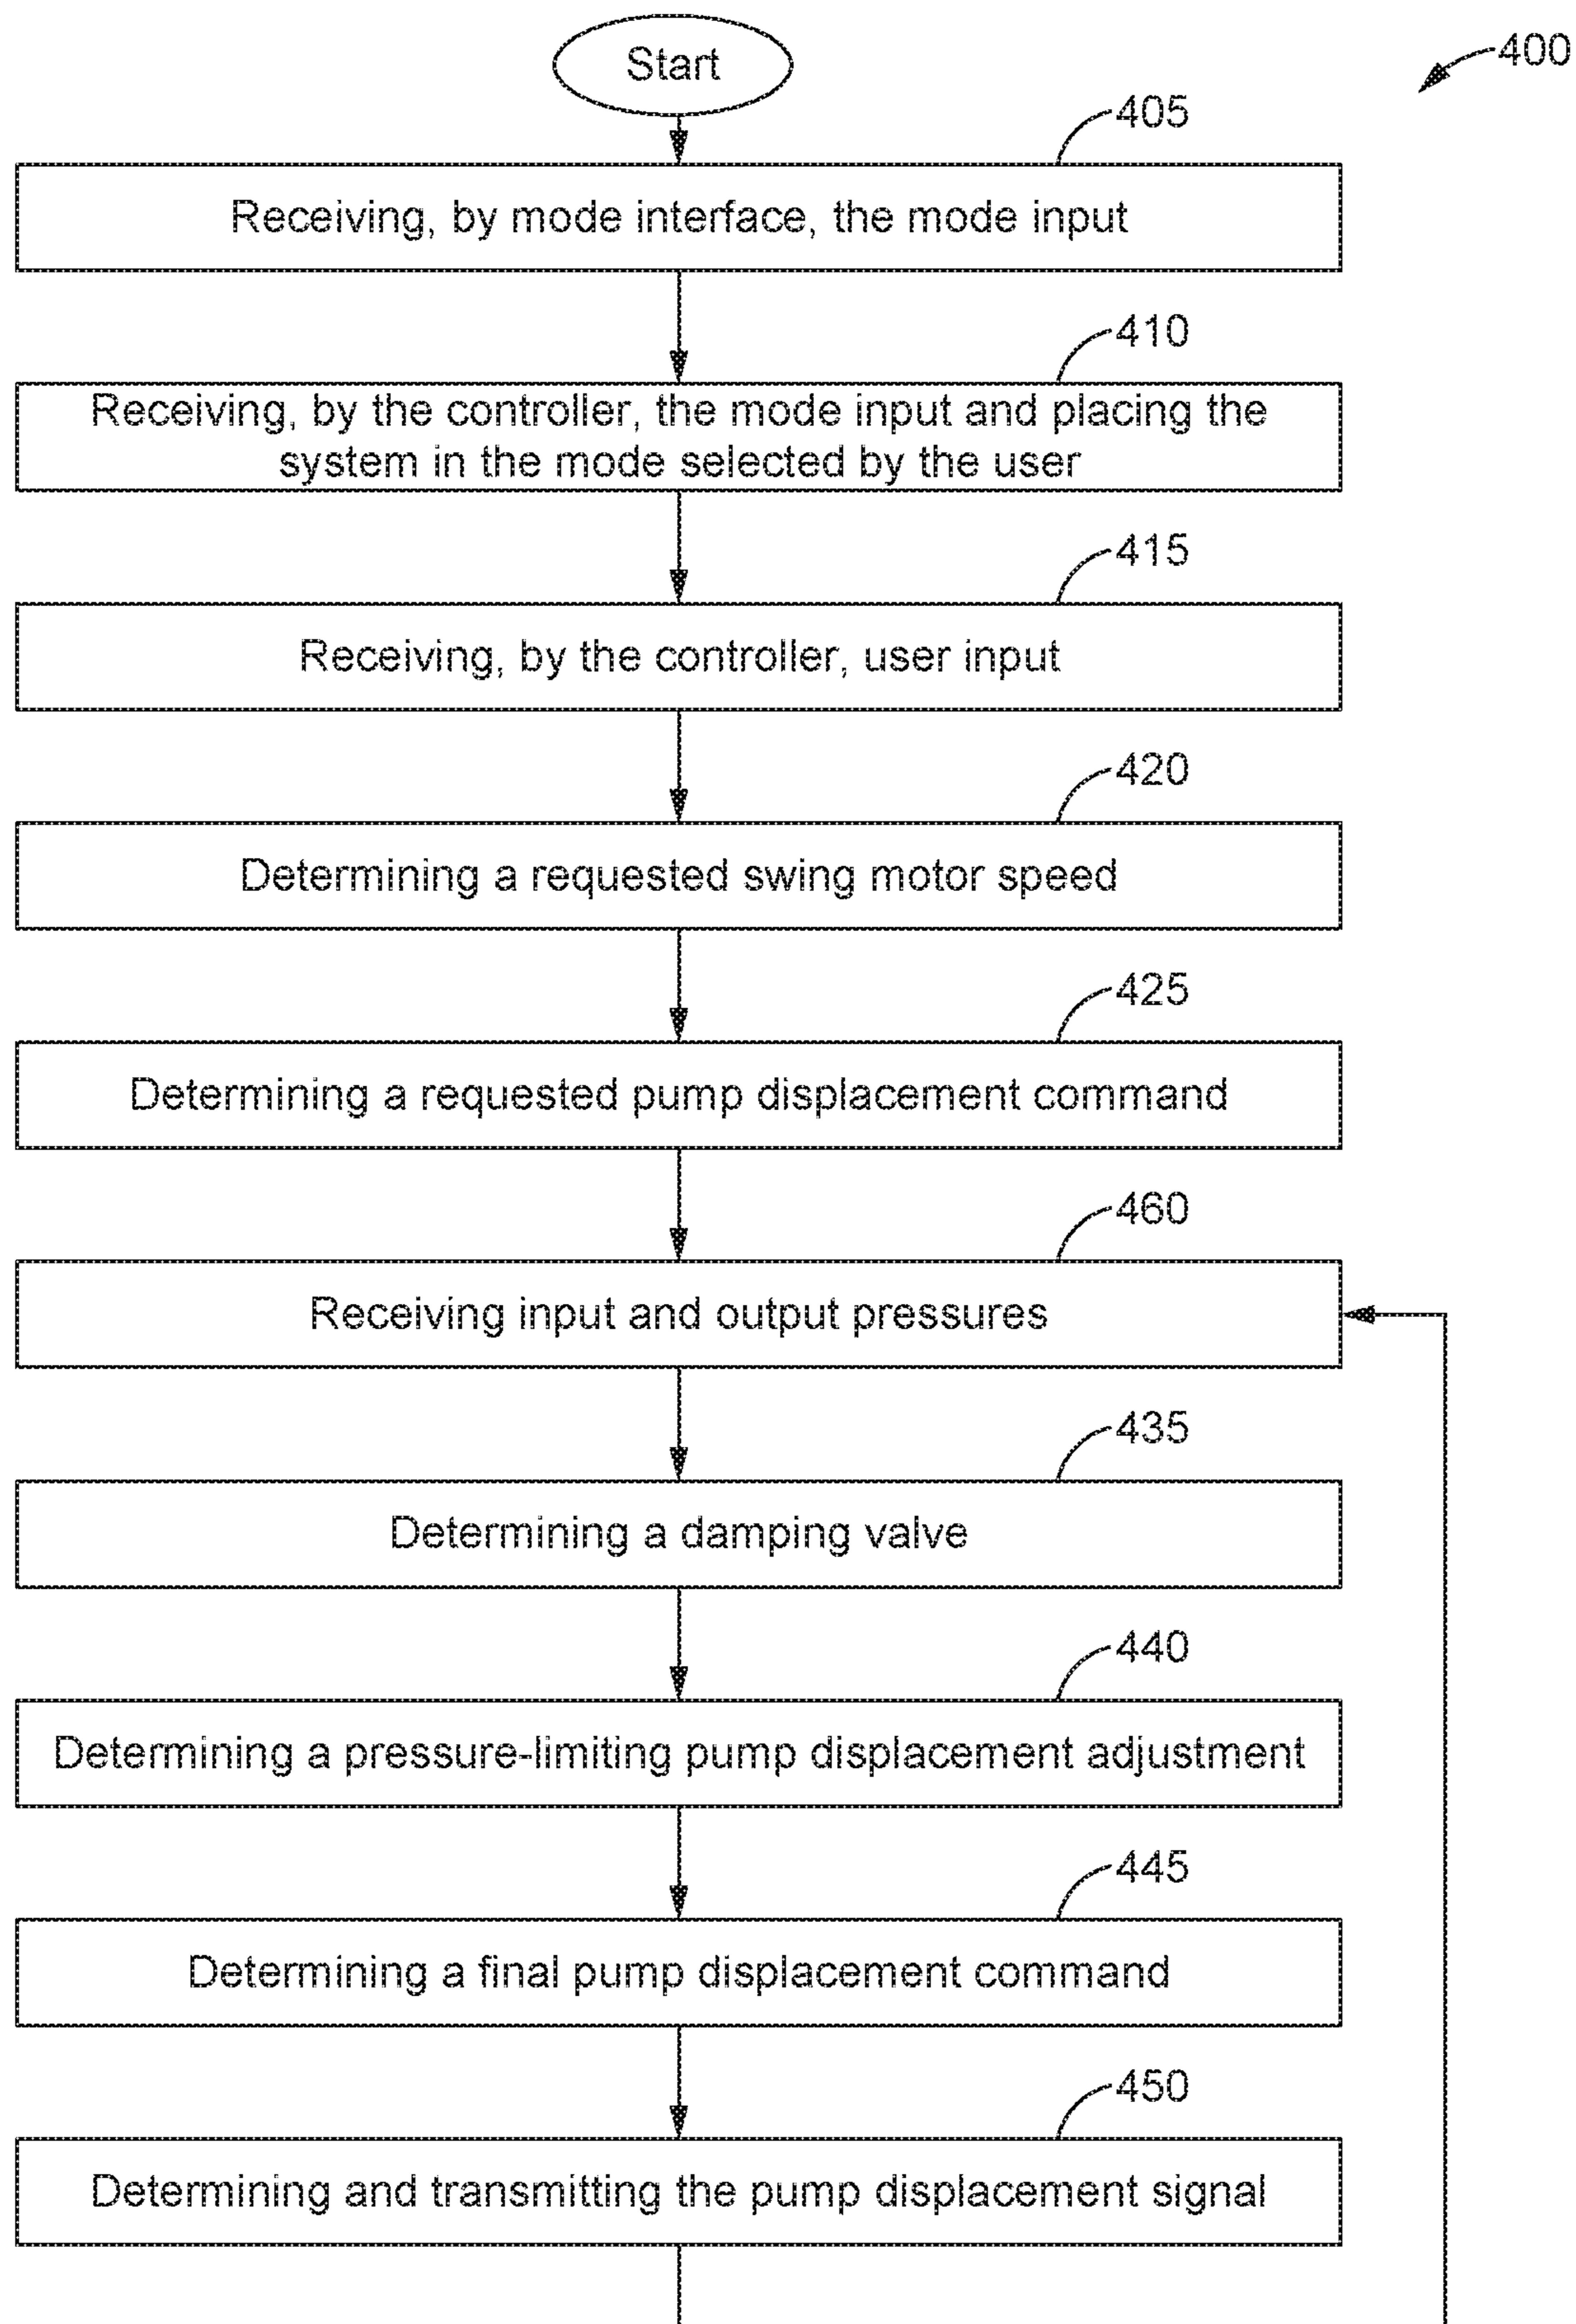 Start
400
405
Receiving, by mode interface, the mode input
410
Receiving, by the controller, the mode input and placing the
system in the mode selected by the user
415
Receiving, by the controller, user input
420
Determining a requested swing motor speed
425
Determining a requested pump displacement command
460
Receiving input and output pressures
435
Determining a damping valve
440
Determining a pressure-limiting pump displacement adjustment
445
Determining a final pump displacement command
450
Determining and transmitting the pump displacement signal